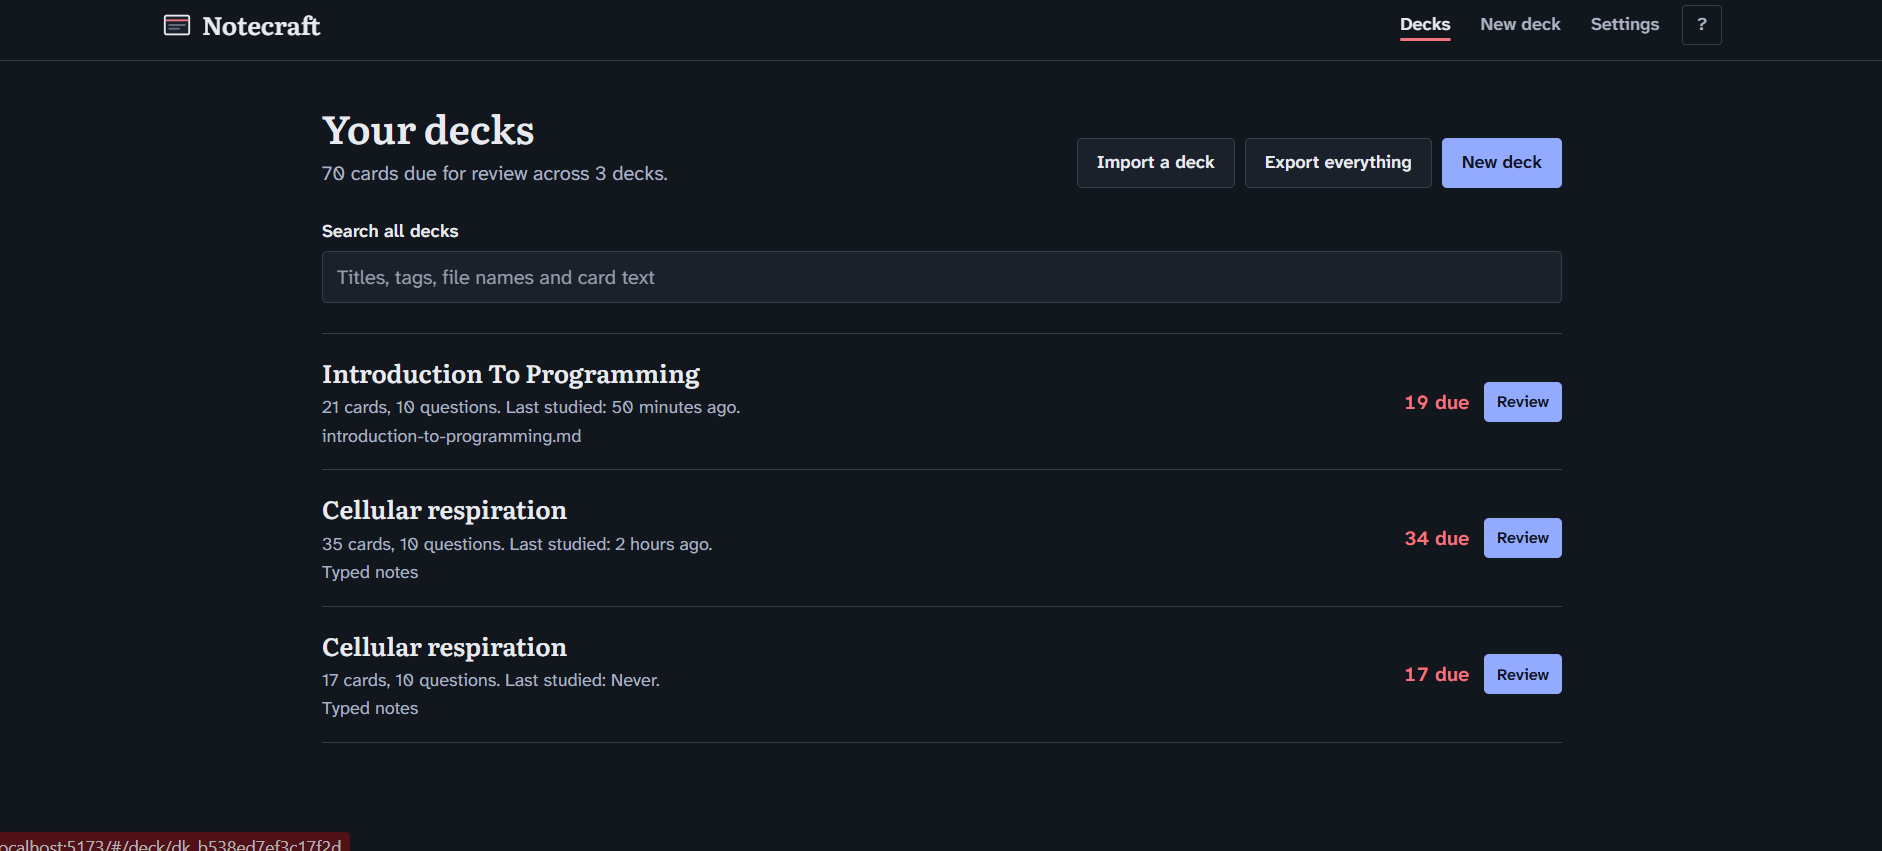 Notecraft
Decks
New deck
Settings
?
Your decks
70 cards due for review across 3 decks.
Import a deck
Export everything
New deck
Search all decks
Titles, tags, file names and card text
Introduction To Programming
21 cards, 10 questions. Last studied: 50 minutes ago.
introduction-to-programming.md
19 due
Review
Cellular respiration
35 cards, 10 questions. Last studied: 2 hours ago.
Typed notes
34 due
Review
Cellular respiration
17 cards, 10 questions. Last studied: Never.
Typed notes
17 due
Review
ocalhost:5173/#/deck/dk_b538ed7ef3c17f2d